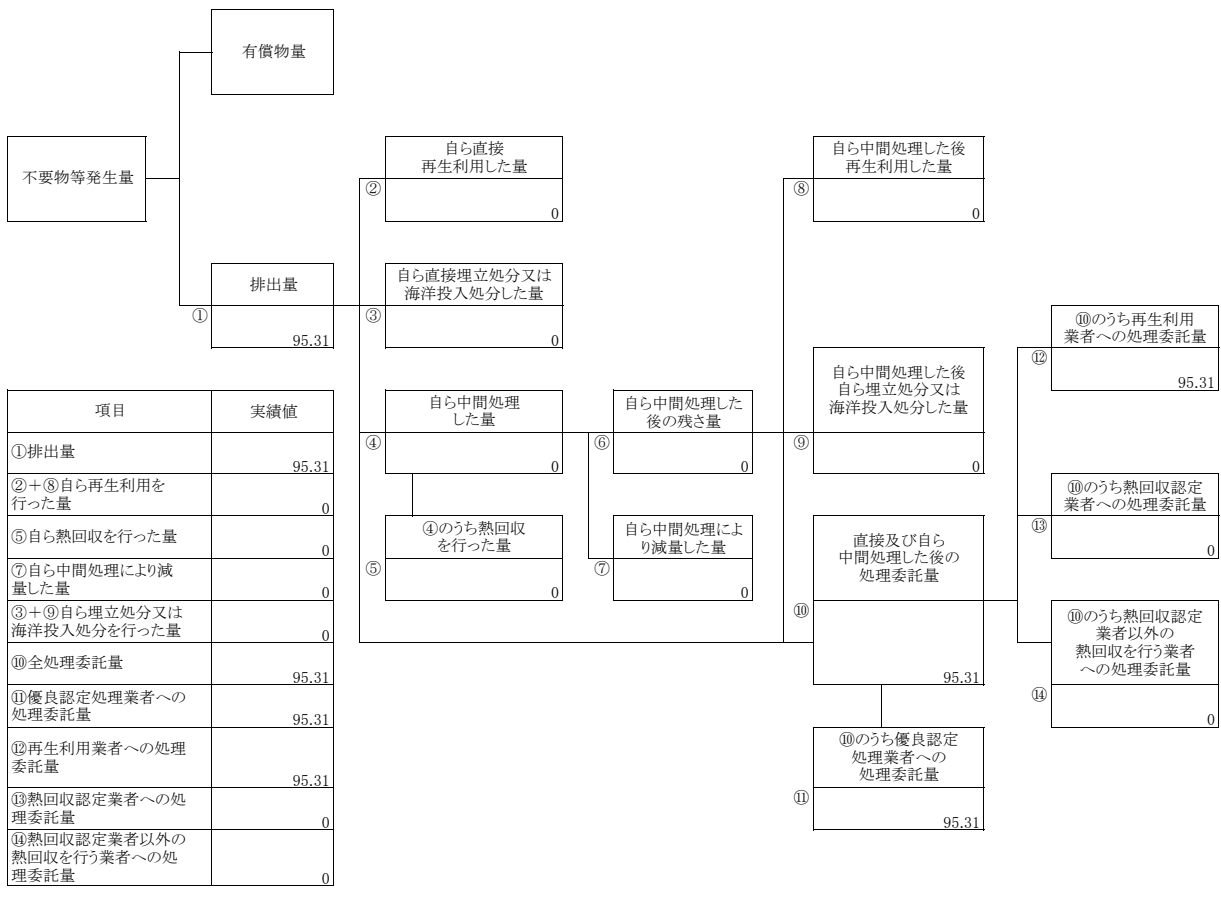 有償物量
不要物等発生量
排出量
①
95.31
自ら直接
再生利用した量
②
0
自ら直接埋立処分又は
海洋投入処分した量
③
0
自ら中間処理
した量
④
0
④のうち熱回収
を行った量
⑤
0
自ら中間処理した
後の残さ量
⑥
0
自ら中間処理によ
り減量した量
⑦
0
自ら中間処理した後
再生利用した量
⑧
0
自ら中間処理した後
自ら埋立処分又は
海洋投入処分した量
⑨
0
直接及び自ら
中間処理した後の
処理委託量
⑩
95.31
⑩のうち優良認定
処理業者への
処理委託量
⑪
95.31
⑩のうち再生利用
業者への処理委託量
⑫
95.31
⑩のうち熱回収認定
業者への処理委託量
⑬
0
⑩のうち熱回収認定
業者以外の
熱回収を行う業者
への処理委託量
⑭
0
項目 実績値
①排出量
95.31
②＋⑧自ら再生利用を
行った量
0
⑤自ら熱回収を行った量
0
⑦自ら中間処理により減
量した量
0
③＋⑨自ら埋立処分又は
海洋投入処分を行った量
0
⑩全処理委託量
95.31
⑪優良認定処理業者への
処理委託量
95.31
⑫再生利用業者への処理
委託量
95.31
⑬熱回収認定業者への処
理委託量
0
⑭熱回収認定業者以外の
熱回収を行う業者への処
理委託量
0